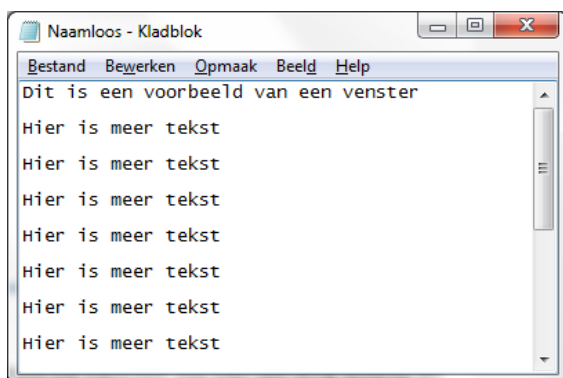 Naamloos - Kladblok
Bestand Bewerken Opmaak Beeld Help
Dit is een voorbeeld van een venster
Hier is meer tekst
Hier is meer tekst
Hier is meer tekst
Hier is meer tekst
Hier is meer tekst
Hier is meer tekst
Hier is meer tekst